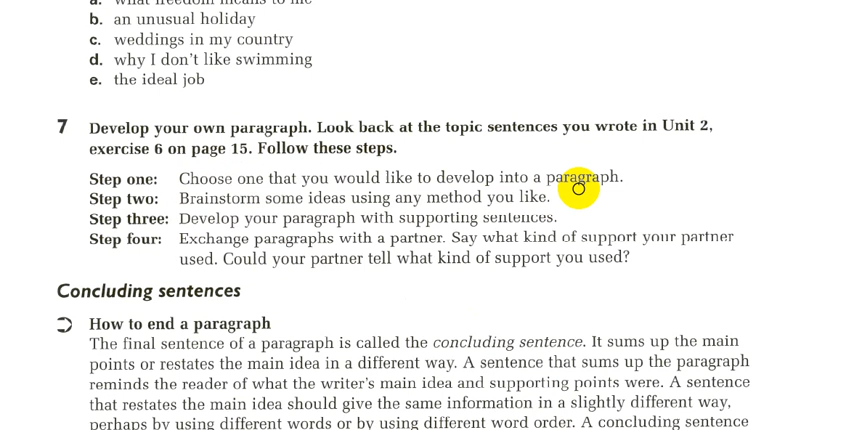 a. what freedom means to me
b. an unusual holiday
c. weddings in my country
d. why I don't like swimming
e. the ideal job
7 Develop your own paragraph. Look back at the topic sentences you wrote in Unit 2,
exercise 6 on page 15. Follow these steps.
Step one: Choose one that you would like to develop into a paragraph.
Step two: Brainstorm some ideas using any method you like.
Step three: Develop your paragraph with supporting sentences.
Step four: Exchange paragraphs with a partner. Say what kind of support your partner
used. Could your partner tell what kind of support you used?
Concluding sentences
How to end a paragraph
The final sentence of a paragraph is called the concluding sentence. It sums up the main
points or restates the main idea in a different way. A sentence that sums up the paragraph
reminds the reader of what the writer's main idea and supporting points were. A sentence
that restates the main idea should give the same information in a slightly different way,
perhaps by using different words or by using different word order. A concluding sentence